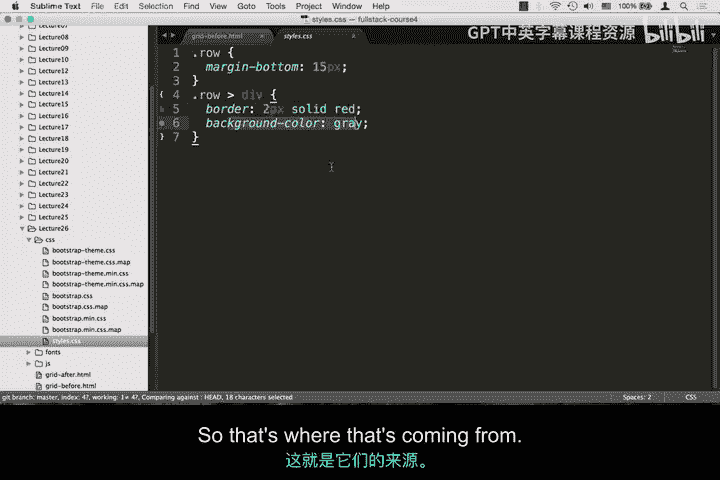 Sublime Text File Edit Selection Find View Goto Tools Project Window Help 100%
styles.css — fullstack-course4
GPT中英字幕课程资源 bilibili
grid-before.html styles.css
Lecture07
Lecture08
Lecture09
Lecture10
Lecture12
Lecture13
Lecture14
Lecture15
Lecture16
Lecture17
Lecture18
Lecture19
Lecture20
Lecture21
Lecture22
Lecture23
Lecture24
Lecture25
Lecture26
css
bootstrap-theme.css
bootstrap-theme.css.map
bootstrap-theme.min.css
bootstrap-theme.min.css.map
bootstrap.css
bootstrap.css.map
bootstrap.min.css
bootstrap.min.css.map
styles.css
fonts
js
grid-after.html
grid-before.html
1 .row {
2 margin-bottom: 15px;
3 }
4 .row > div {
5 border: 2px solid red;
6 background-color: gray;
7 }
git branch: master, index: 4?, working: 1≠ 4?, Comparing against : HEAD, 18 characters selected Spaces: 2 CSS
So that's where that's coming from.
这就是它们的来源。